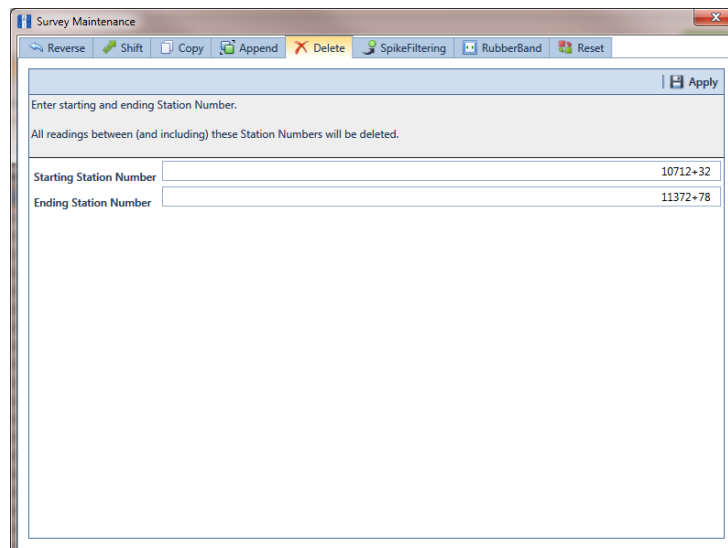 Survey Maintenance
Reverse Shift Copy Append Delete SpikeFiltering RubberBand Reset
Apply
Enter starting and ending Station Number.
All readings between (and including) these Station Numbers will be deleted.
Starting Station Number 10712+32
Ending Station Number 11372+78